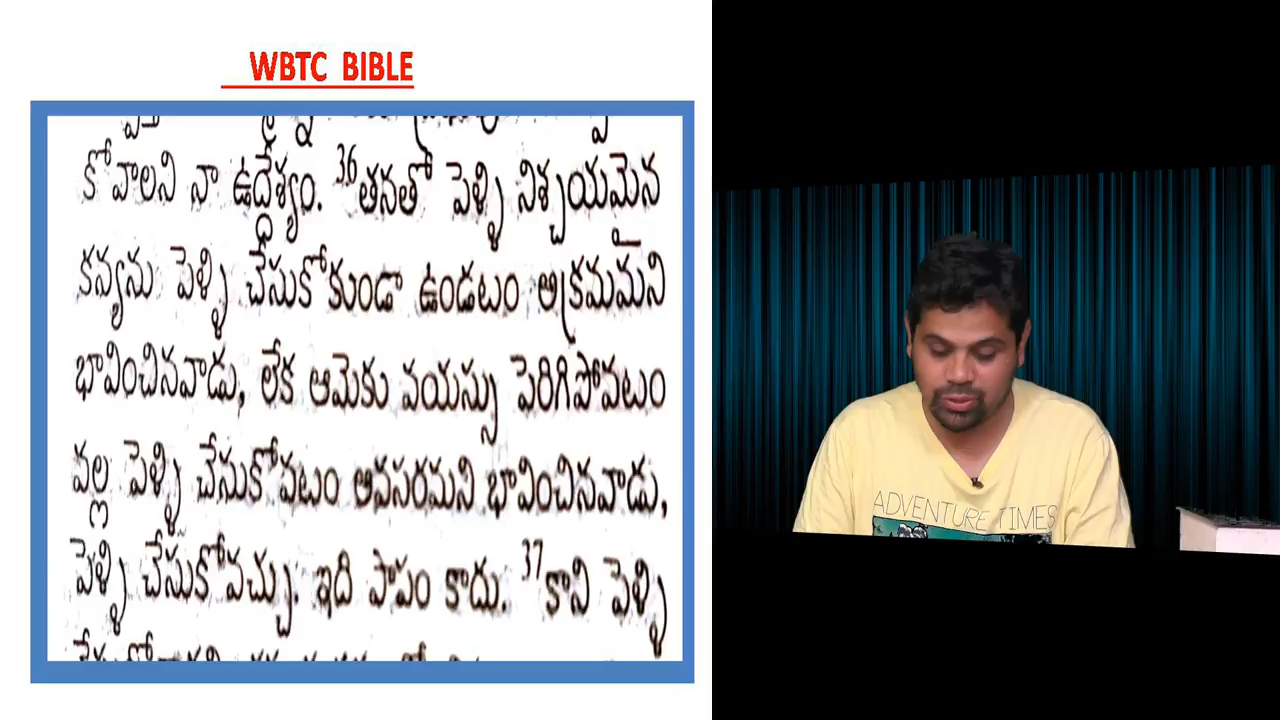 WBTC BIBLE
కోవాలని నా ఉద్దేశ్యం. 36తనతో పెళ్ళి నిశ్చయమైన
కన్యను పెళ్ళి చేసుకోకుండా ఉండటం అక్రమమని
భావించినవాడు, లేక ఆమెకు వయస్సు పెరిగిపోవటం
వల్ల పెళ్ళి చేసుకోవటం అవసరమని భావించినవాడు,
పెళ్ళి చేసుకోవచ్చు. ఇది పాపం కాదు. 37కాని పెళ్ళి
ADVENTURE TIMES